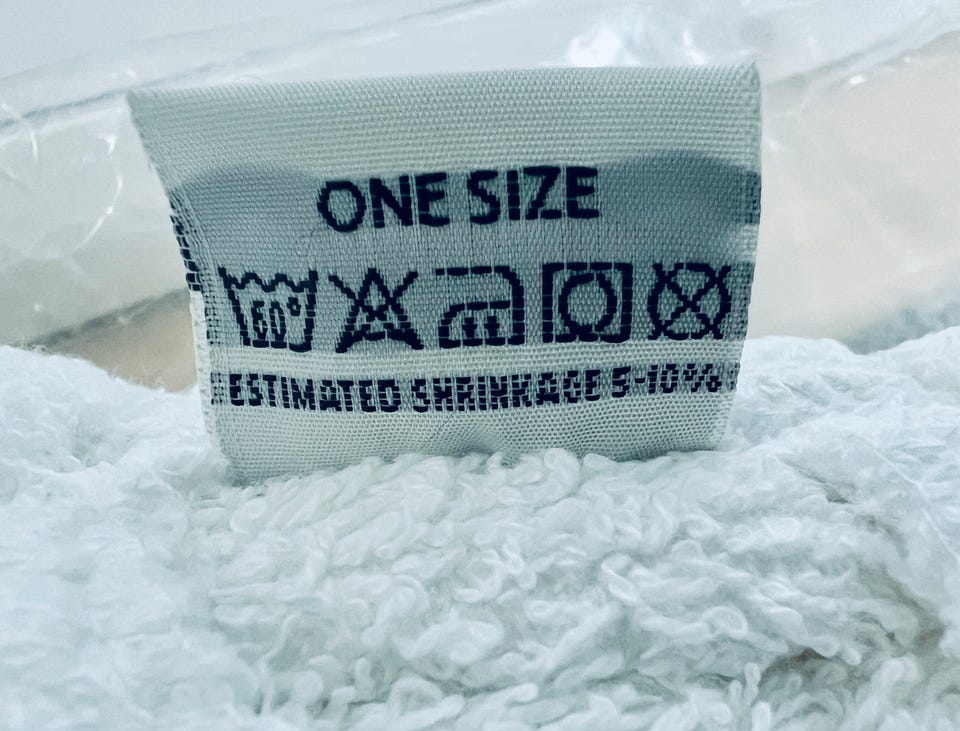 ONE SIZE
60°
ESTIMATED SHRINKAGE 5-10%